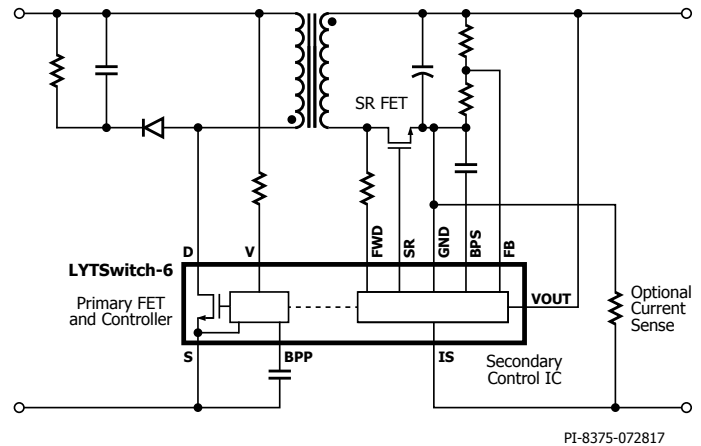 SR FET
D
V
FWD
SR
GND
BPS
FB
LYTSwitch-6
Primary FET
and Controller
VOUT
Optional
Current
Sense
S
BPP
IS
Secondary
Control IC
PI-8375-072817